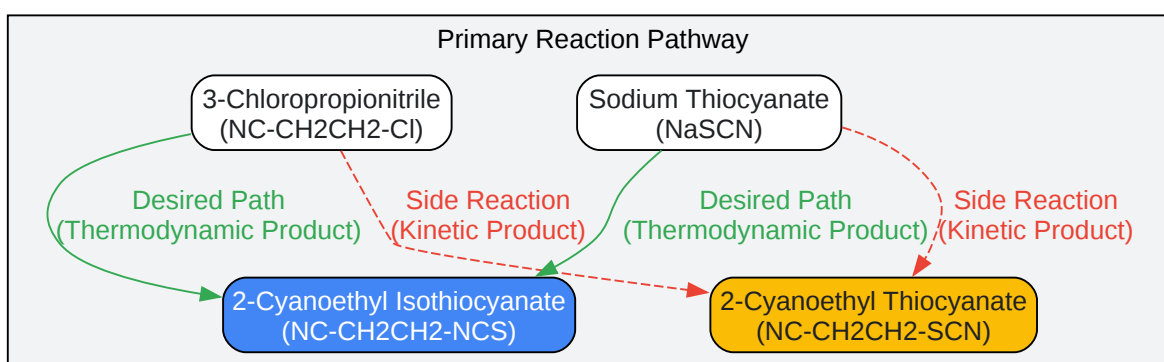 Primary Reaction Pathway
3-Chloropropionitrile
(NC-CH2CH2-Cl)
Sodium Thiocyanate
(NaSCN)
Desired Path
(Thermodynamic Product)
Side Reaction
(Kinetic Product)
Desired Path
(Thermodynamic Product)
Side Reaction
(Kinetic Product)
2-Cyanoethyl Isothiocyanate
(NC-CH2CH2-NCS)
2-Cyanoethyl Thiocyanate
(NC-CH2CH2-SCN)